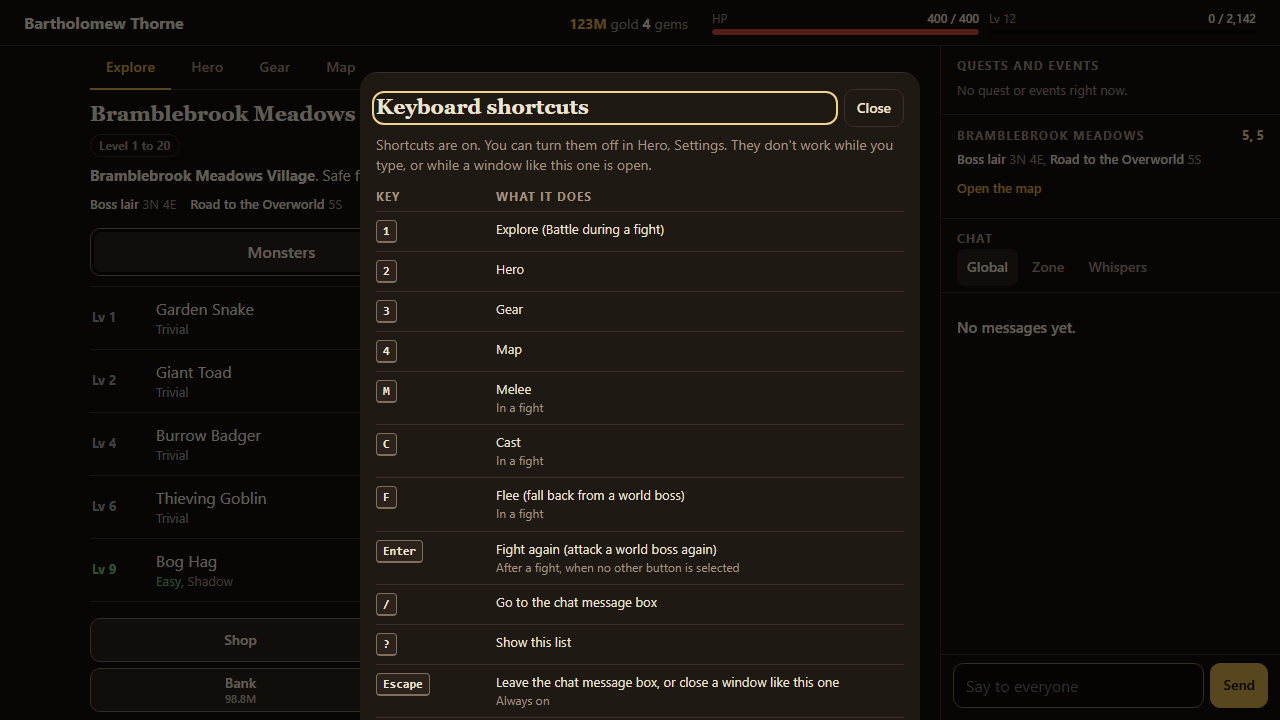 Bartholomew Thorne
123M gold 4 gems
HP 400 / 400
Lv 12 0 / 2,142
Explore Hero Gear Map
Bramblebrook Meadows
Level 1 to 20
Bramblebrook Meadows Village. Safe f
Boss lair 3N 4E Road to the Overworld 5S
Monsters
Lv 1 Garden Snake
Trivial
Lv 2 Giant Toad
Trivial
Lv 4 Burrow Badger
Trivial
Lv 6 Thieving Goblin
Trivial
Lv 9 Bog Hag
Easy, Shadow
Shop
Bank
98.8M
Keyboard shortcuts
Close
Shortcuts are on. You can turn them off in Hero, Settings. They don't work while you
type, or while a window like this one is open.
KEY WHAT IT DOES
1 Explore (Battle during a fight)
2 Hero
3 Gear
4 Map
M Melee
In a fight
C Cast
In a fight
F Flee (fall back from a world boss)
In a fight
Enter Fight again (attack a world boss again)
After a fight, when no other button is selected
/ Go to the chat message box
? Show this list
Escape Leave the chat message box, or close a window like this one
Always on
QUESTS AND EVENTS
No quest or events right now.
BRAMBLEBROOK MEADOWS 5, 5
Boss lair 3N 4E, Road to the Overworld 5S
Open the map
CHAT
Global Zone Whispers
No messages yet.
Say to everyone
Send